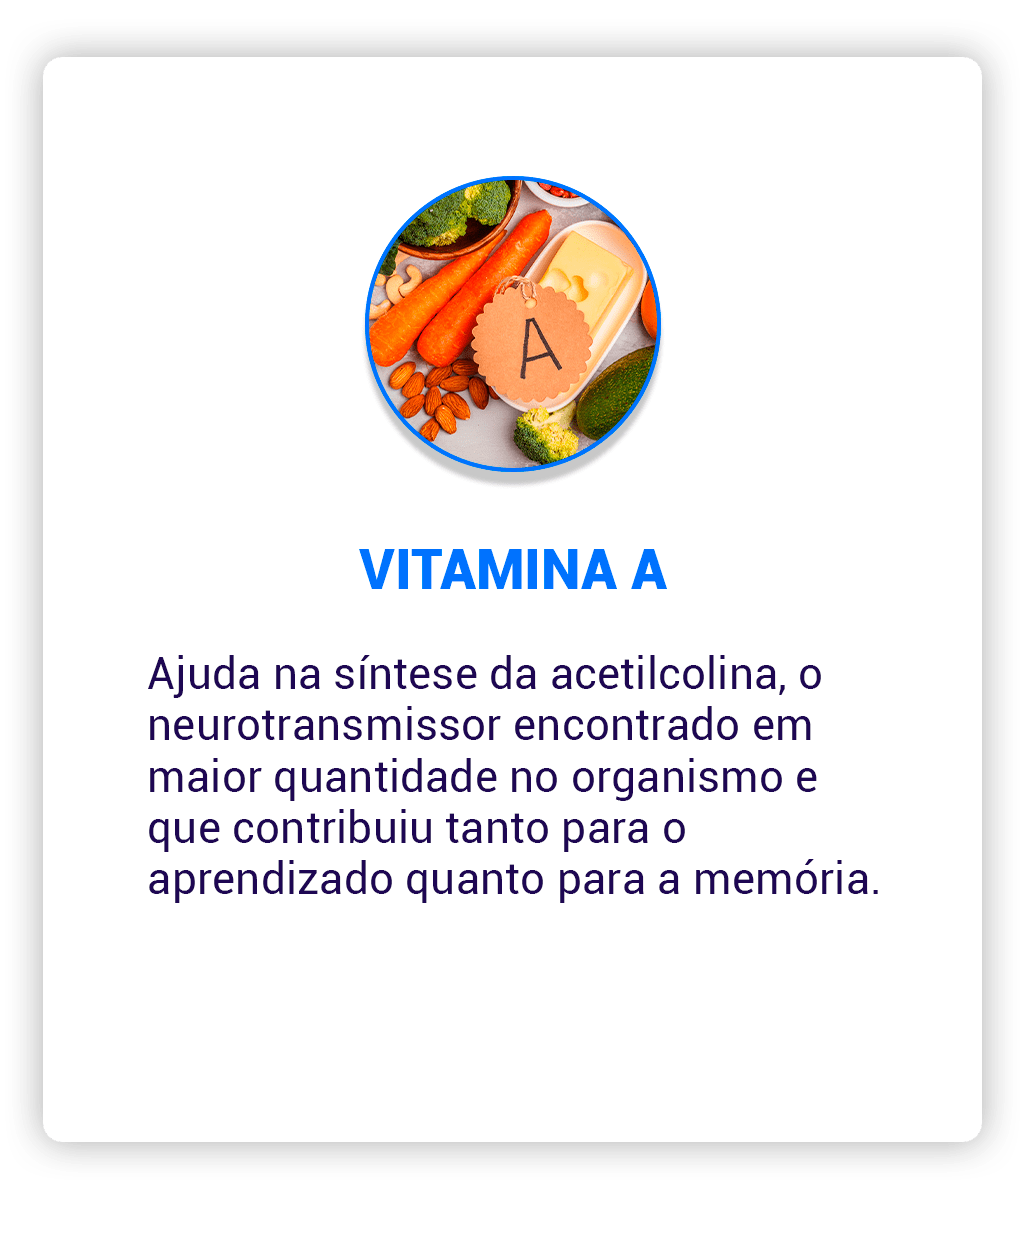 A
VITAMINA A
Ajuda na síntese da acetilcolina, o
neurotransmissor encontrado em
maior quantidade no organismo e
que contribuiu tanto para o
aprendizado quanto para a memória.